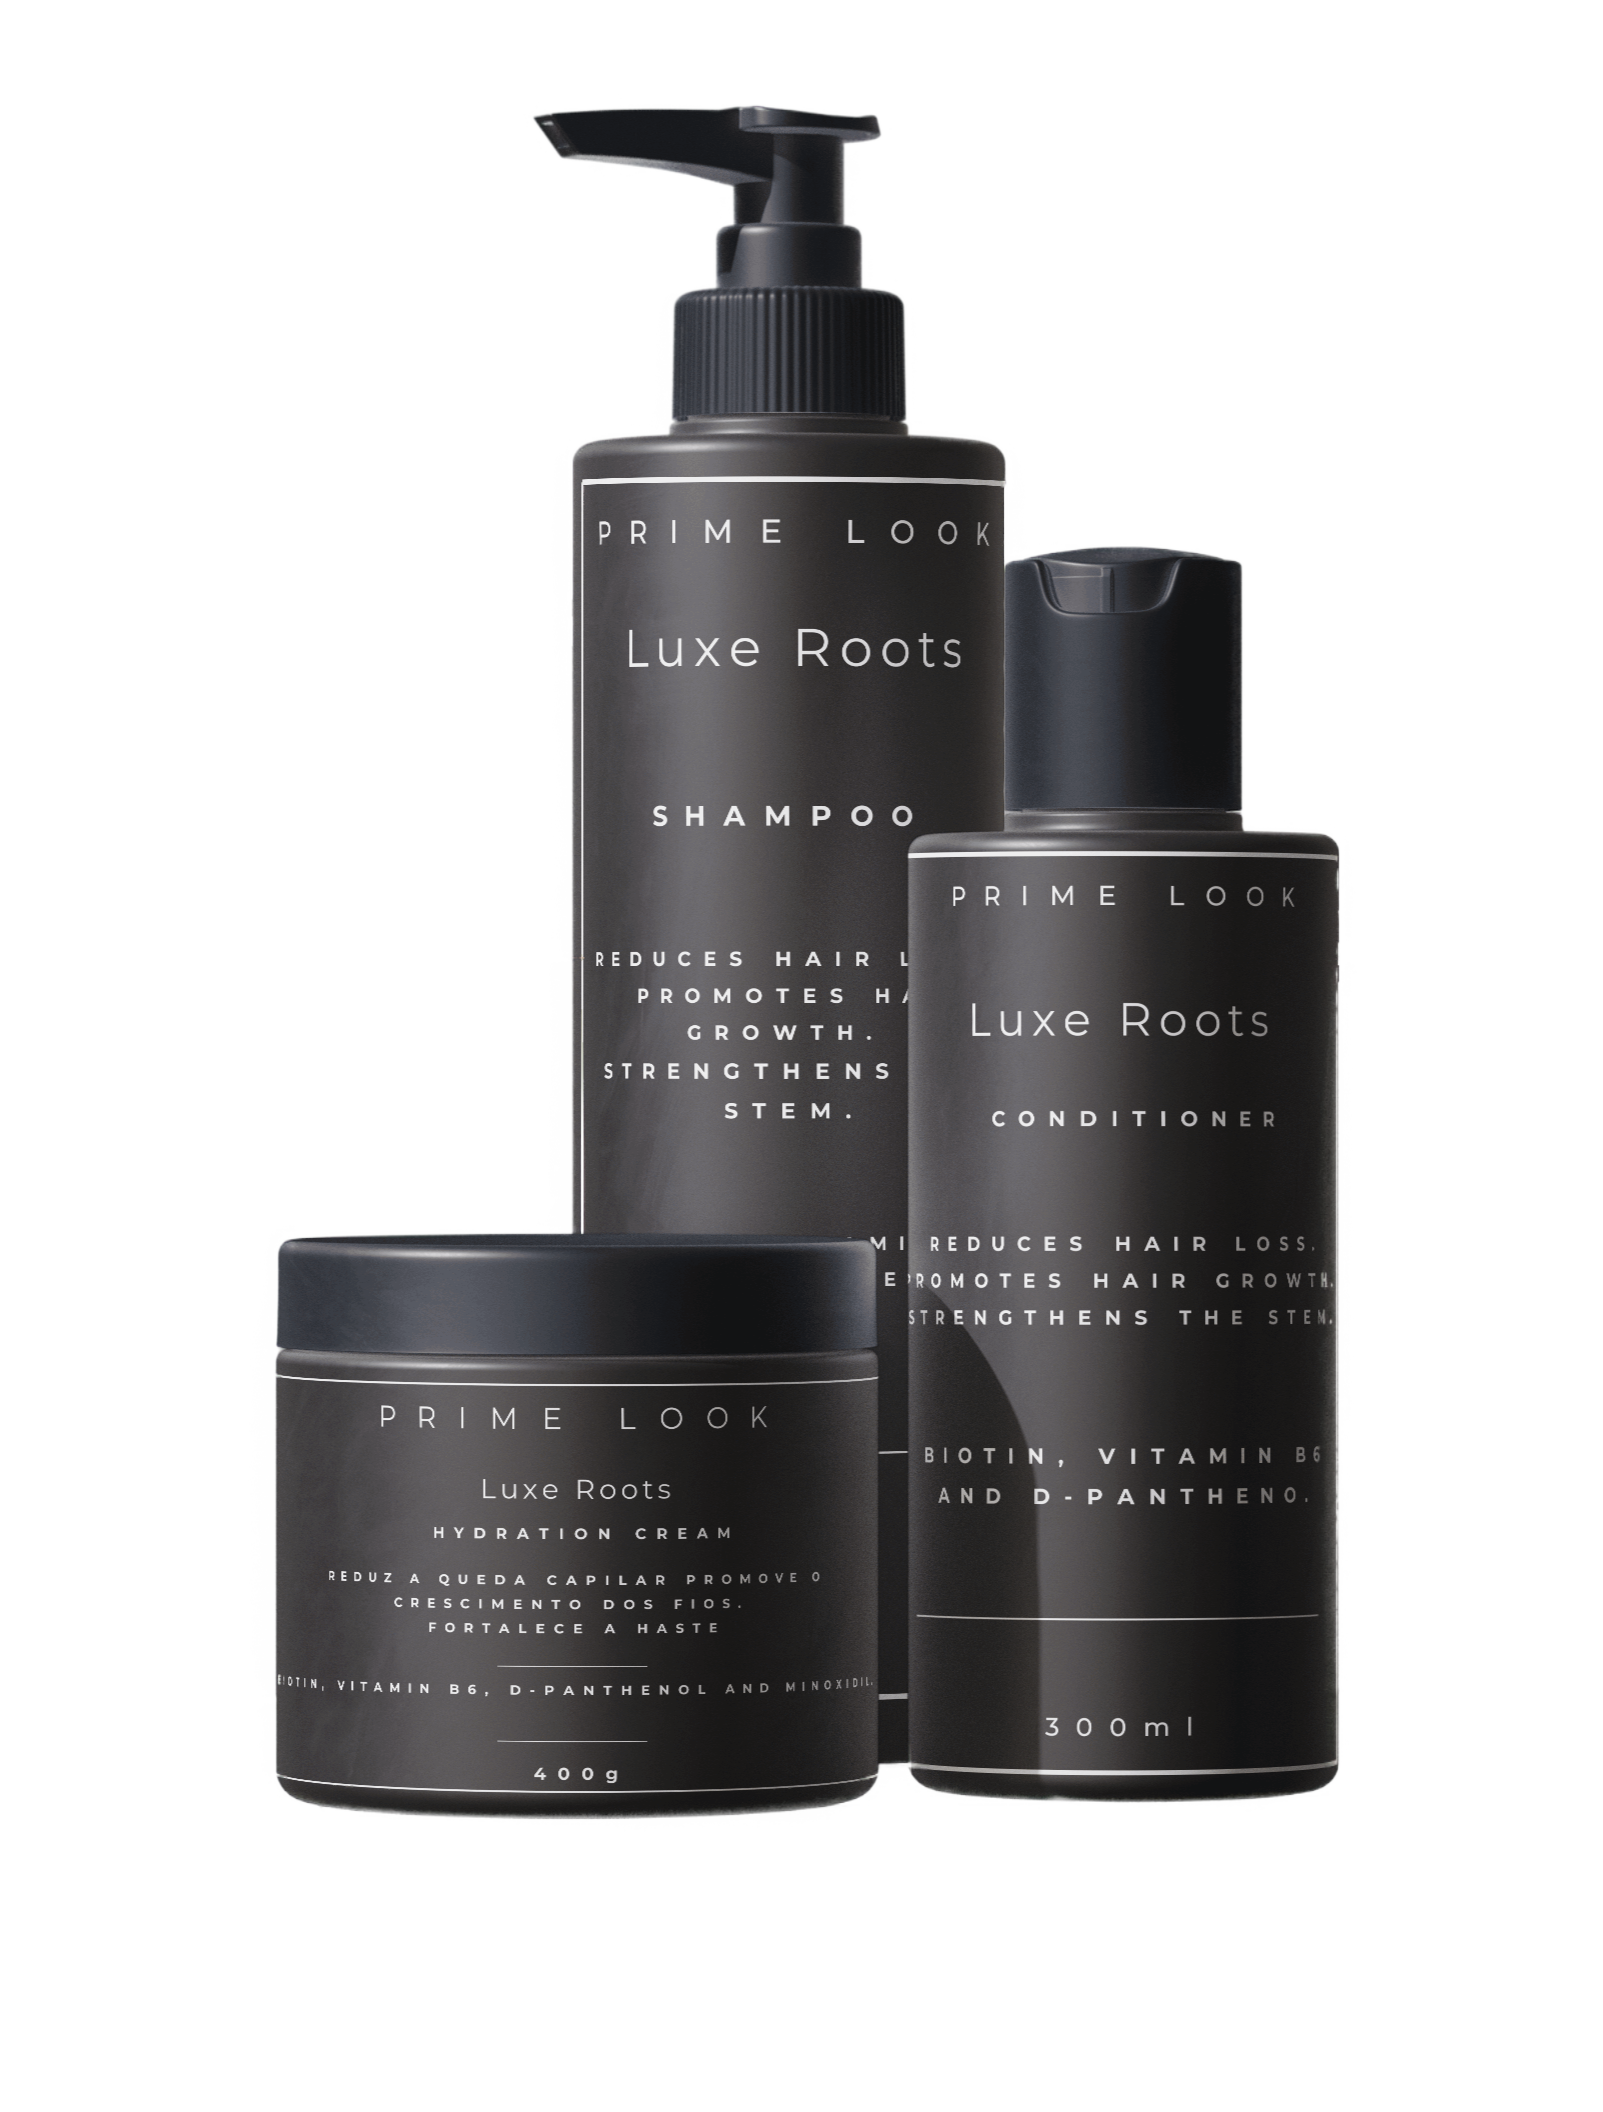 PRIME LOOK
Luxe Roots
SHAMPOO
REDUCES HAIR
PROMOTES
GROWTH.
STRENGTHENS
STEM.
PRIME LOOK
Luxe Roots
CONDITIONER
REDUCES HAIR LOSS.
PROMOTES HAIR GROWTH.
STRENGTHENS THE STEM.
BIOTIN, VITAMIN B6
AND D-PANTHENO.
300ml
PRIME LOOK
Luxe Roots
HYDRATION CREAM
REDUZ A QUEDA CAPILAR PROMOVE O
CRESCIMENTO DOS FIOS.
FORTALECE A HASTE
BIOTIN, VITAMIN B6, D-PANTHENOL AND MINOXIDIL.
400g